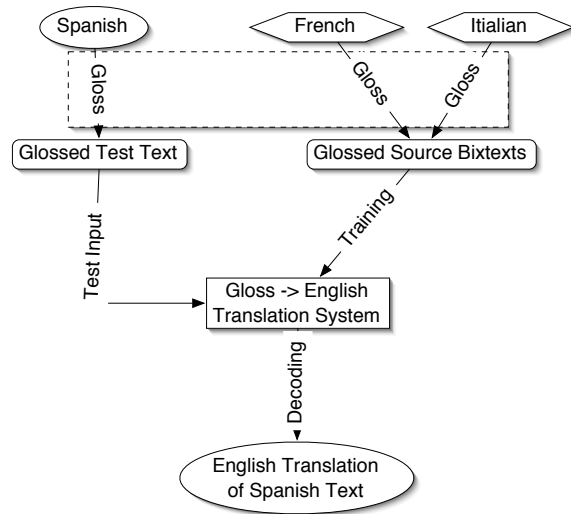 Spanish
French
Itialian
Gloss
Gloss
Gloss
Glossed Test Text
Glossed Source Bixtexts
Test Input
Training
Gloss -> English
Translation System
Decoding
English Translation
of Spanish Text